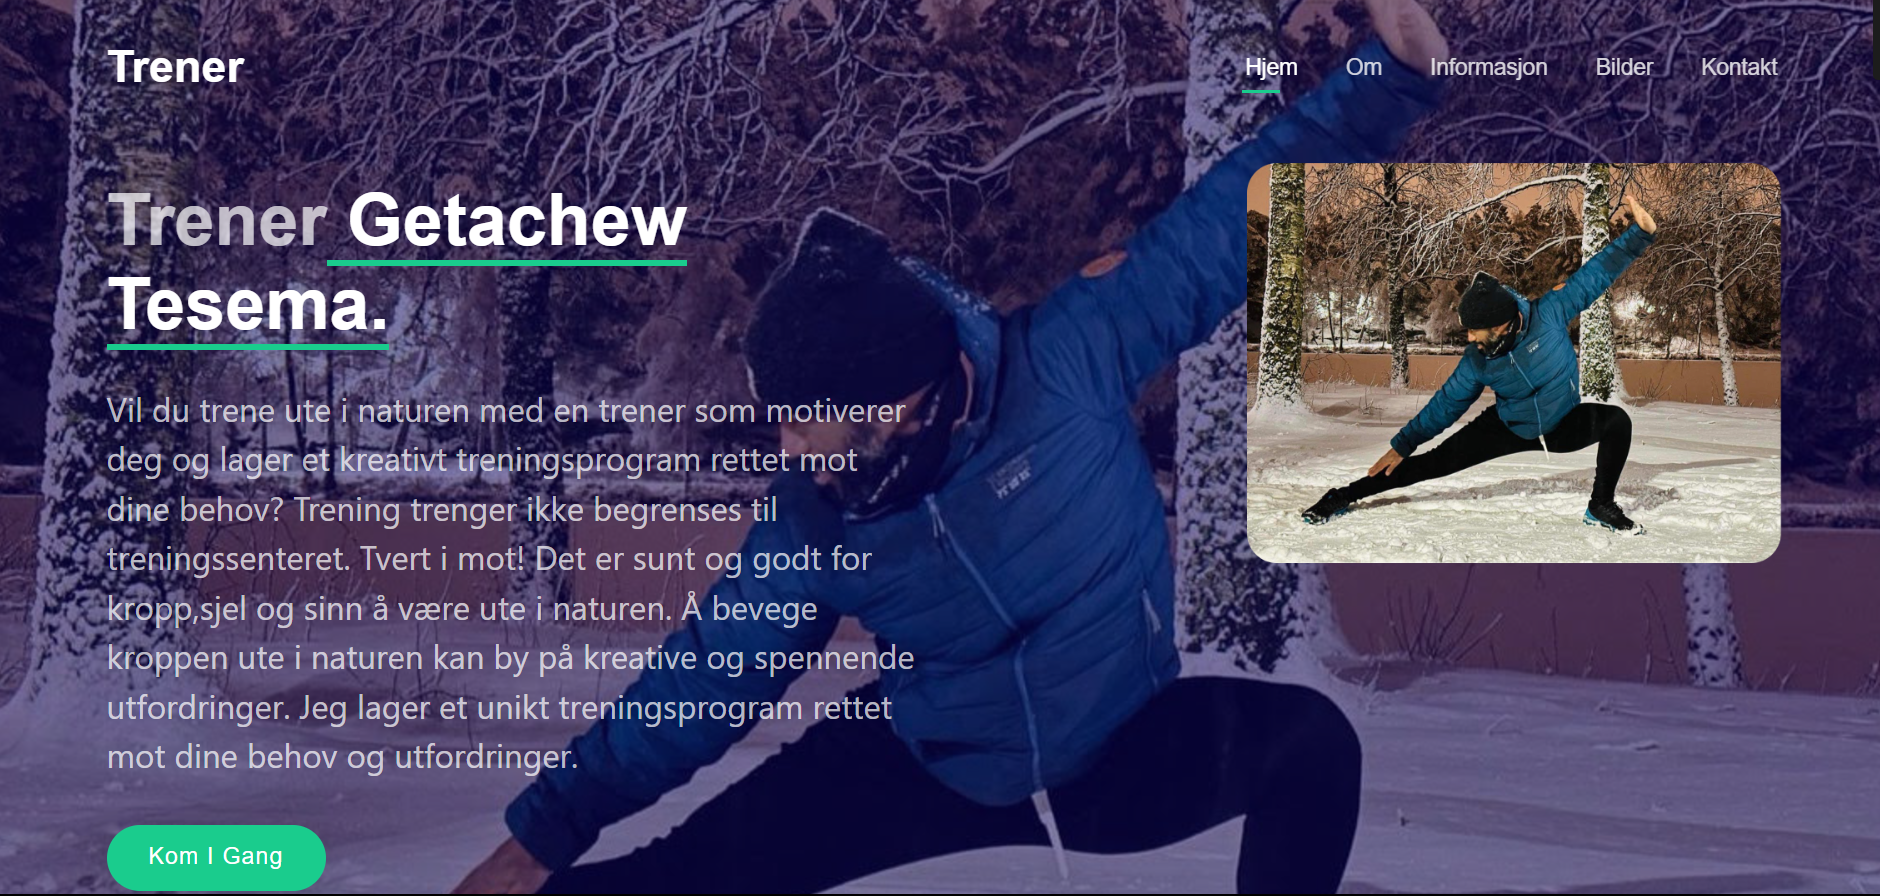 Trener
Hjem Om Informasjon Bilder Kontakt
Trener Getachew
Tesema.
Vil du trene ute i naturen med en trener som motiverer
deg og lager et kreativt treningsprogram rettet mot
dine behov? Trening trenger ikke begrenses til
treningssenteret. Tvert i mot! Det er sunt og godt for
kropp,sjel og sinn å være ute i naturen. Å bevege
kroppen ute i naturen kan by på kreative og spennende
utfordringer. Jeg lager et unikt treningsprogram rettet
mot dine behov og utfordringer.
Kom I Gang